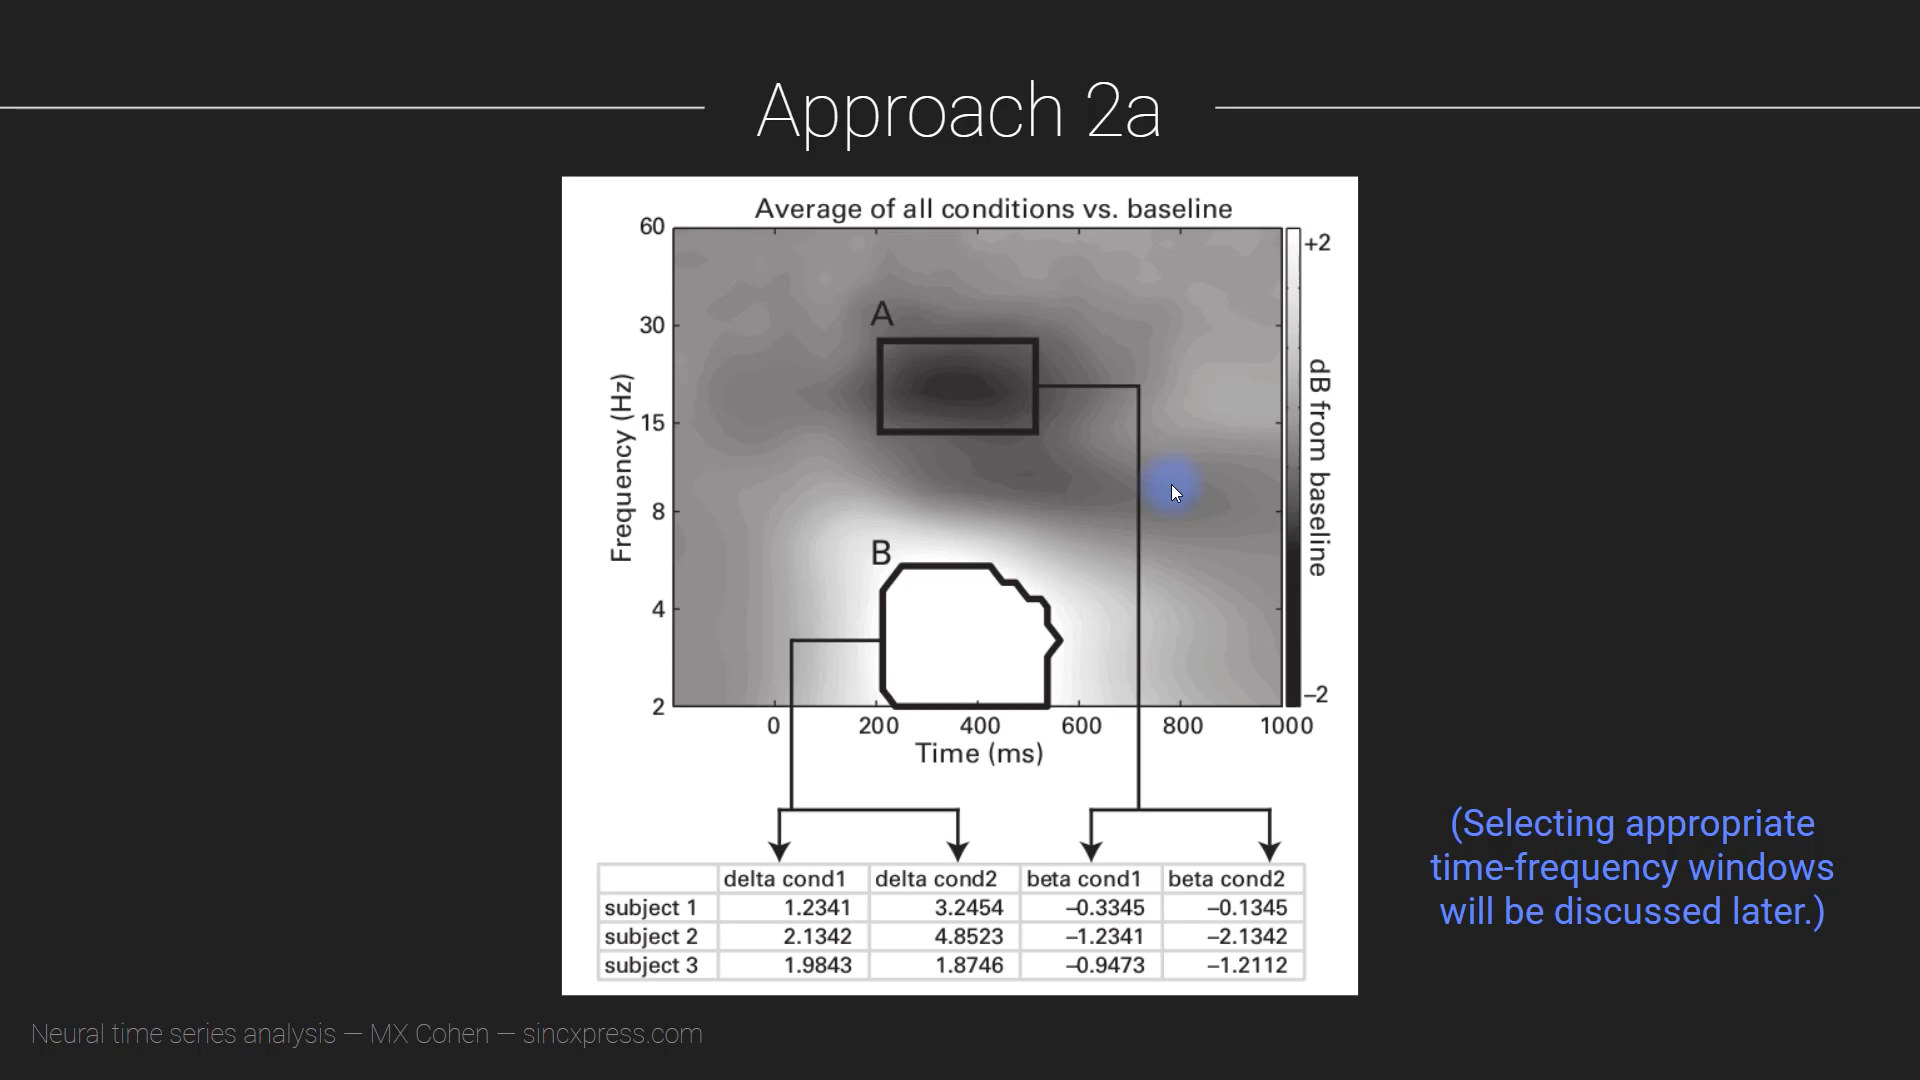 Approach 2a
Average of all conditions vs. baseline
60
30
15
8
4
2
Frequency (Hz)
A
B
+2
–2
dB from baseline
0 200 400 600 800 1000
Time (ms)
delta cond1 delta cond2 beta cond1 beta cond2
subject 1 1.2341 3.2454 –0.3345 –0.1345
subject 2 2.1342 4.8523 –1.2341 –2.1342
subject 3 1.9843 1.8746 –0.9473 –1.2112
(Selecting appropriate
time-frequency windows
will be discussed later.)
Neural time series analysis — MX Cohen — sincxpress.com